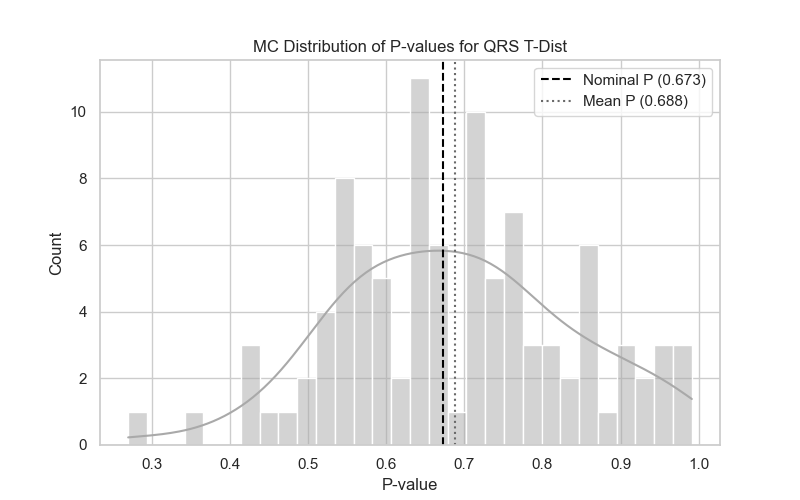 MC Distribution of P-values for QRS T-Dist
Nominal P (0.673)
Mean P (0.688)
10
8
6
4
2
0
Count
0.3 0.4 0.5 0.6 0.7 0.8 0.9 1.0
P-value